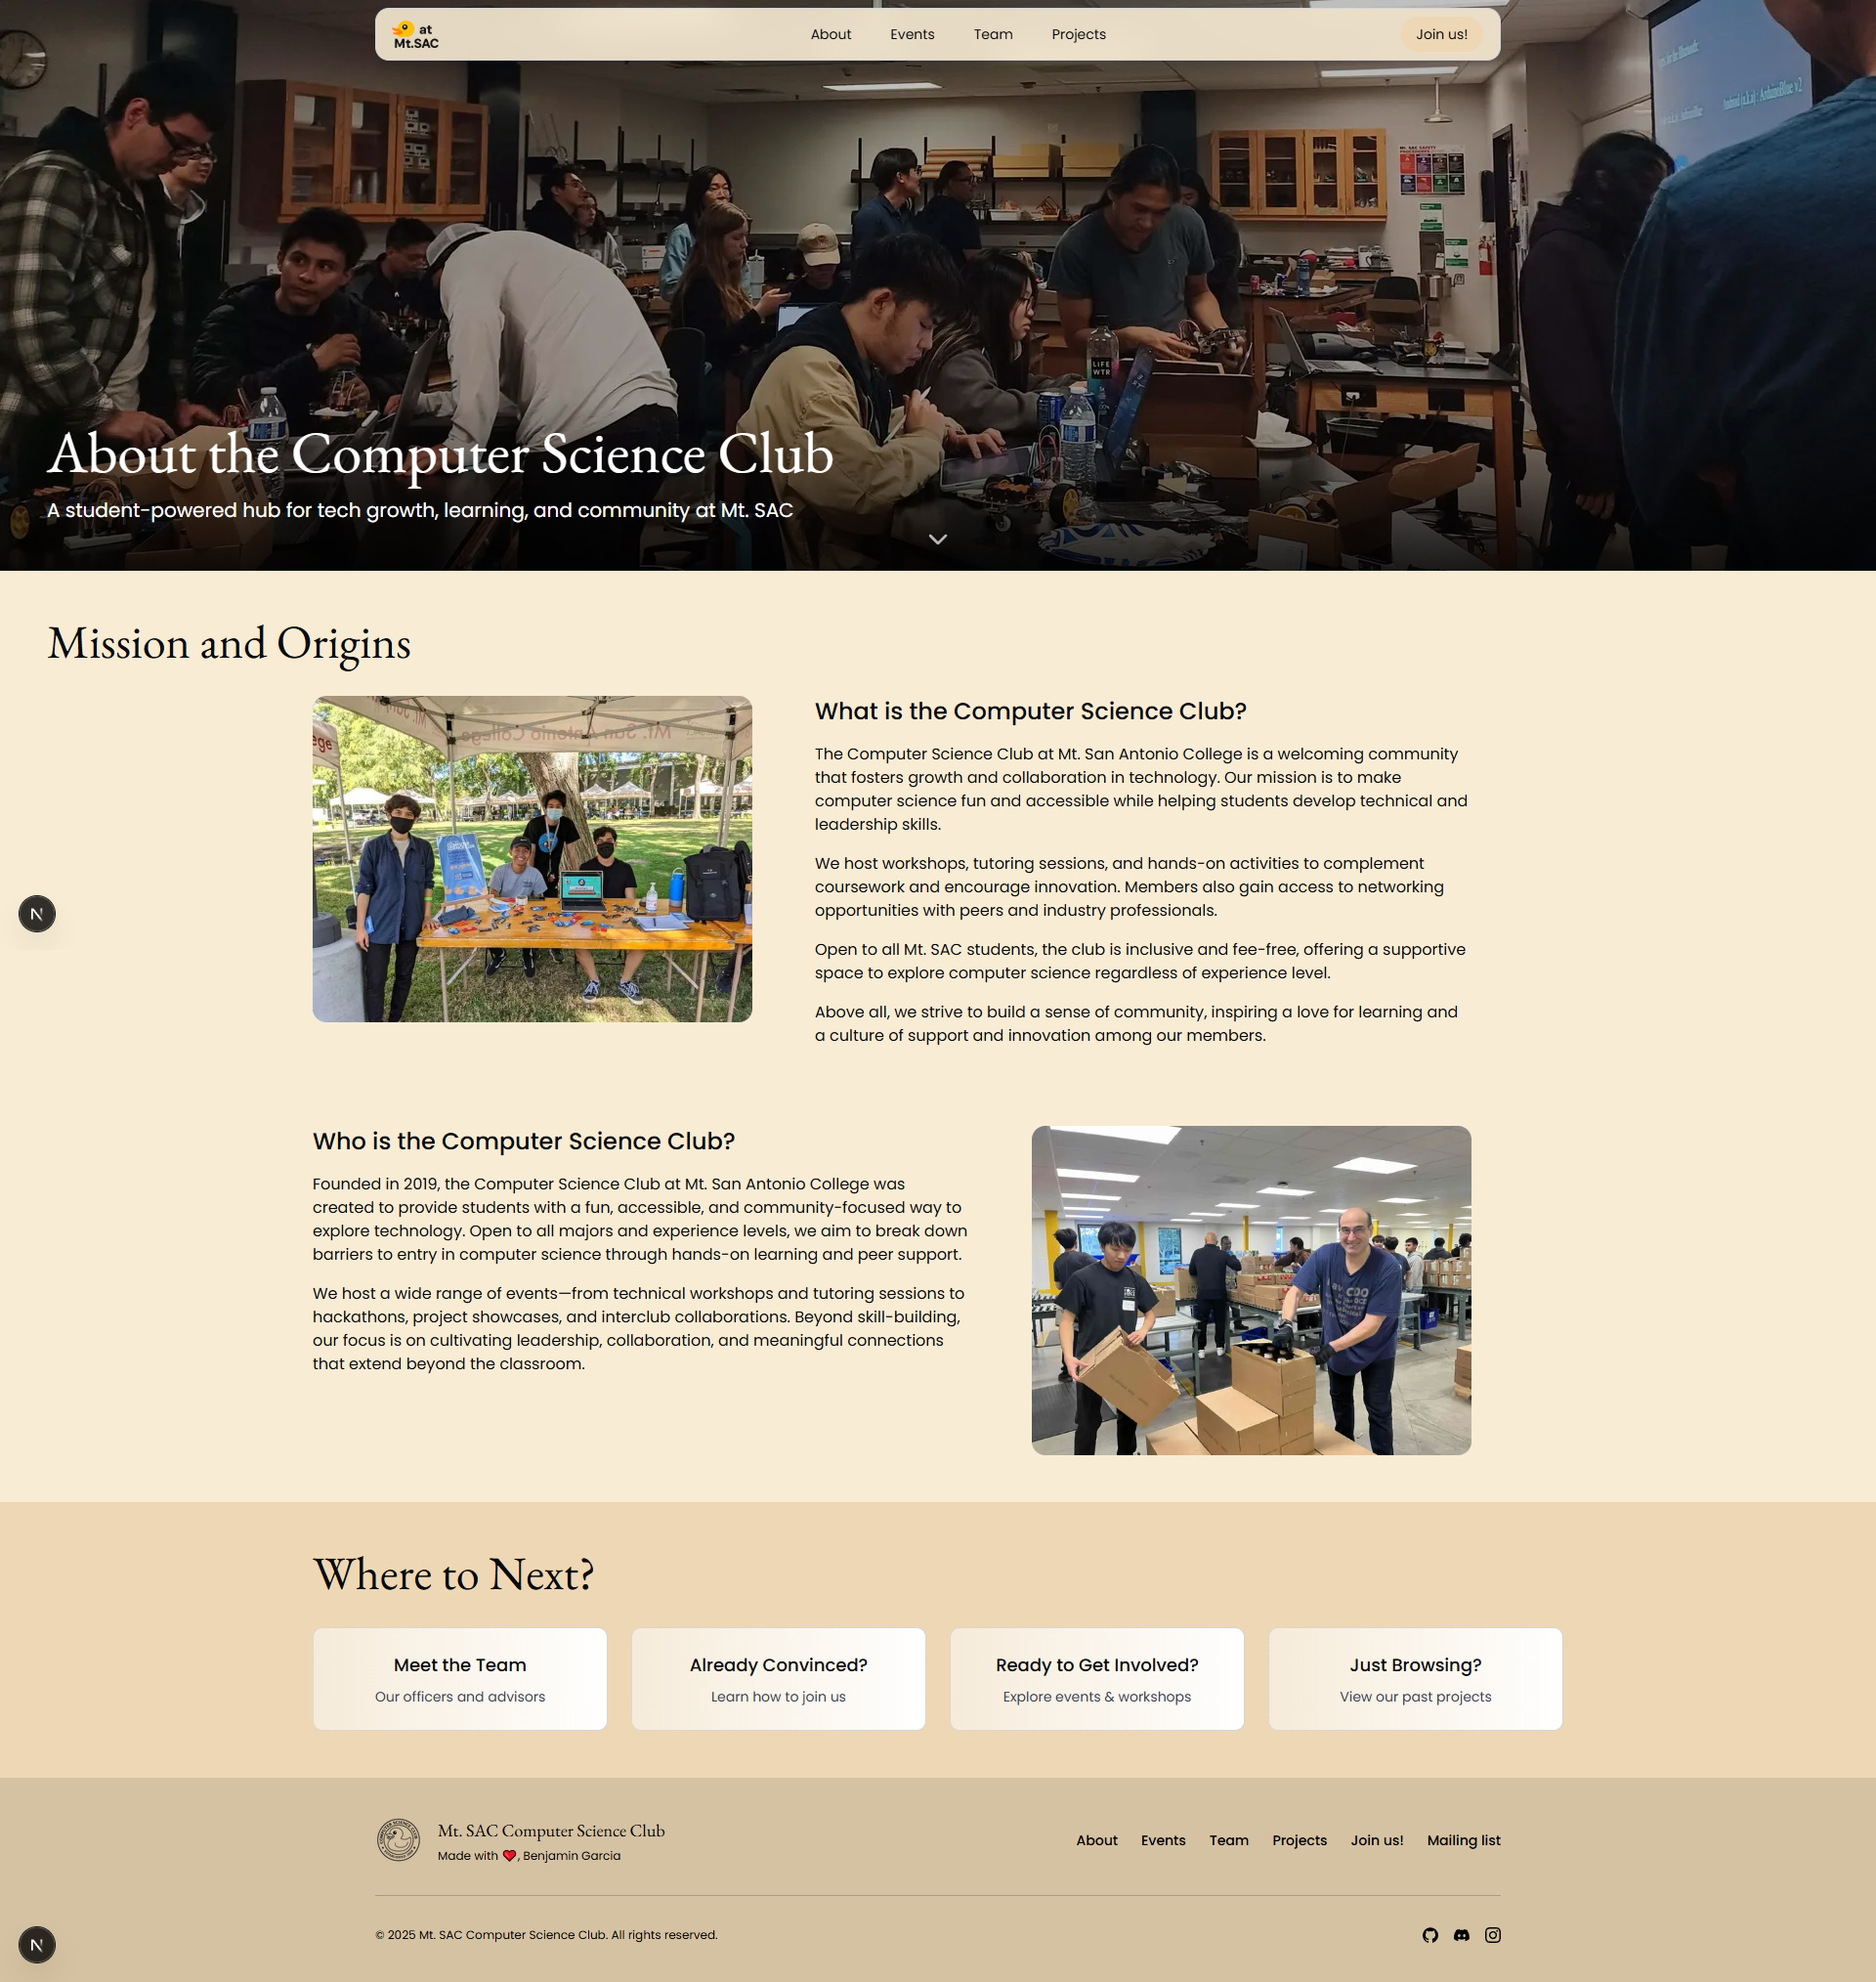 at
Mt.SAC
About
Events
Team
Projects
Join us!
ArduinoBlue v2
LIFE
WTR
About the Computer Science Club
A student-powered hub for tech growth, learning, and community at Mt. SAC
Mission and Origins
Mt. San Antonio College
ege
What is the Computer Science Club?
The Computer Science Club at Mt. San Antonio College is a welcoming community
that fosters growth and collaboration in technology. Our mission is to make
computer science fun and accessible while helping students develop technical and
leadership skills.
We host workshops, tutoring sessions, and hands-on activities to complement
coursework and encourage innovation. Members also gain access to networking
opportunities with peers and industry professionals.
Open to all Mt. SAC students, the club is inclusive and fee-free, offering a supportive
space to explore computer science regardless of experience level.
Above all, we strive to build a sense of community, inspiring a love for learning and
a culture of support and innovation among our members.
N
Who is the Computer Science Club?
Founded in 2019, the Computer Science Club at Mt. San Antonio College was
created to provide students with a fun, accessible, and community-focused way to
explore technology. Open to all majors and experience levels, we aim to break down
barriers to entry in computer science through hands-on learning and peer support.
We host a wide range of events—from technical workshops and tutoring sessions to
hackathons, project showcases, and interclub collaborations. Beyond skill-building,
our focus is on cultivating leadership, collaboration, and meaningful connections
that extend beyond the classroom.
CDO
Where to Next?
Meet the Team
Our officers and advisors
Already Convinced?
Learn how to join us
Ready to Get Involved?
Explore events & workshops
Just Browsing?
View our past projects
Mt. SAC Computer Science Club
Made with ❤️, Benjamin Garcia
About
Events
Team
Projects
Join us!
Mailing list
© 2025 Mt. SAC Computer Science Club. All rights reserved.
N